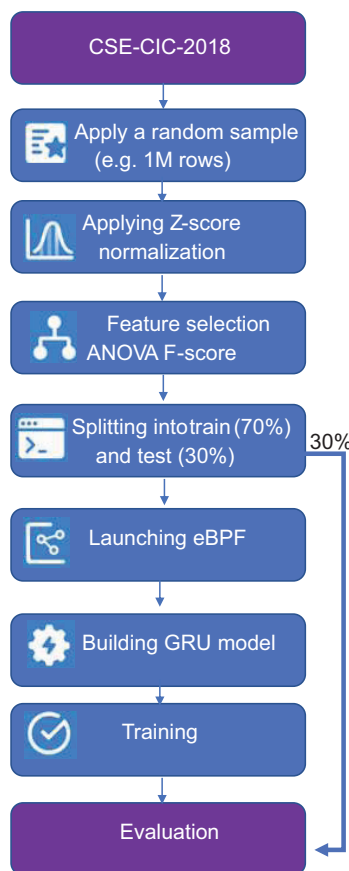 CSE-CIC-2018
Apply a random sample
(e.g. 1M rows)
Applying Z-score
normalization
Feature selection
ANOVA F-score
Splitting intotrain (70%)
and test (30%)
30%
Launching eBPF
Building GRU model
Training
Evaluation